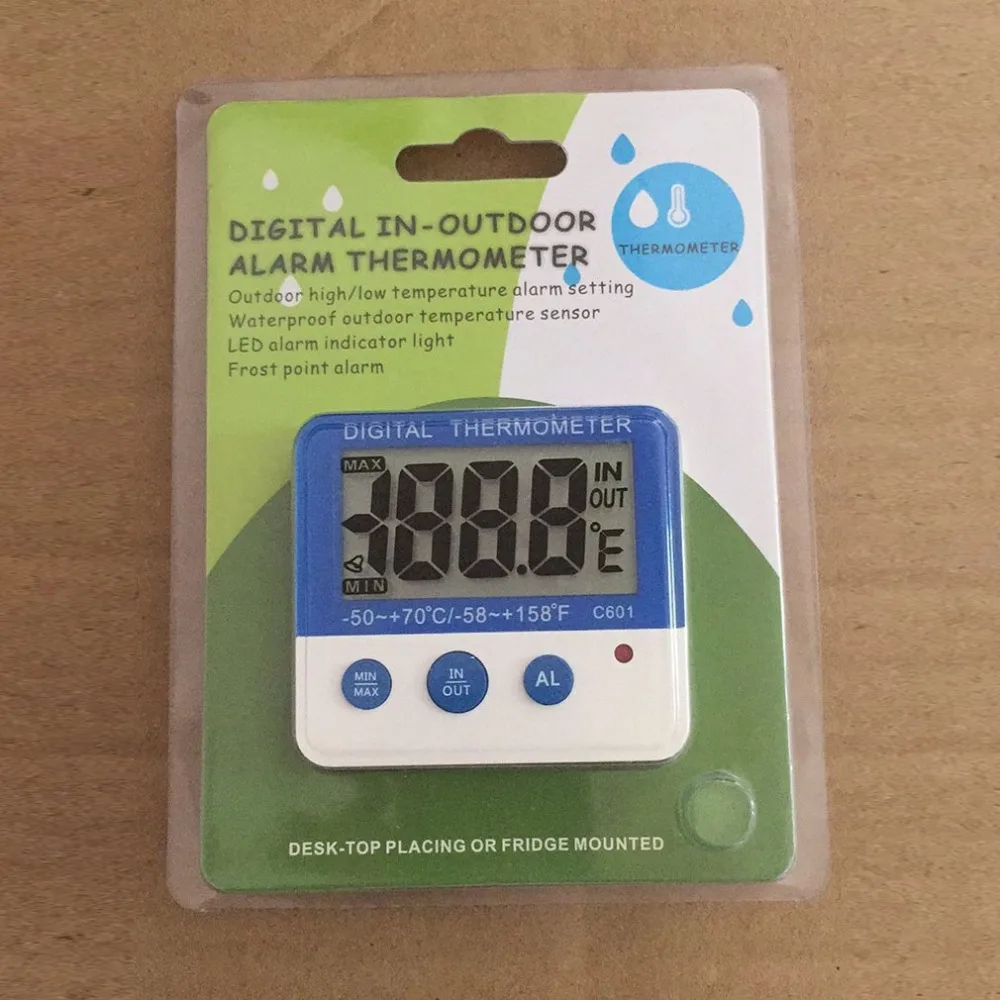 DIGITAL IN-OUTDOOR
ALARM THERMOMETER
THERMOMETER
Outdoor high/low temperature alarm setting
Waterproof outdoor temperature sensor
LED alarm indicator light
Frost point alarm
DIGITAL THERMOMETER
MAX
188.8
IN
OUT
°E
MIN
-50~+70°C/-58~+158°F C601
MIN
MAX
IN
OUT
AL
DESK-TOP PLACING OR FRIDGE MOUNTED